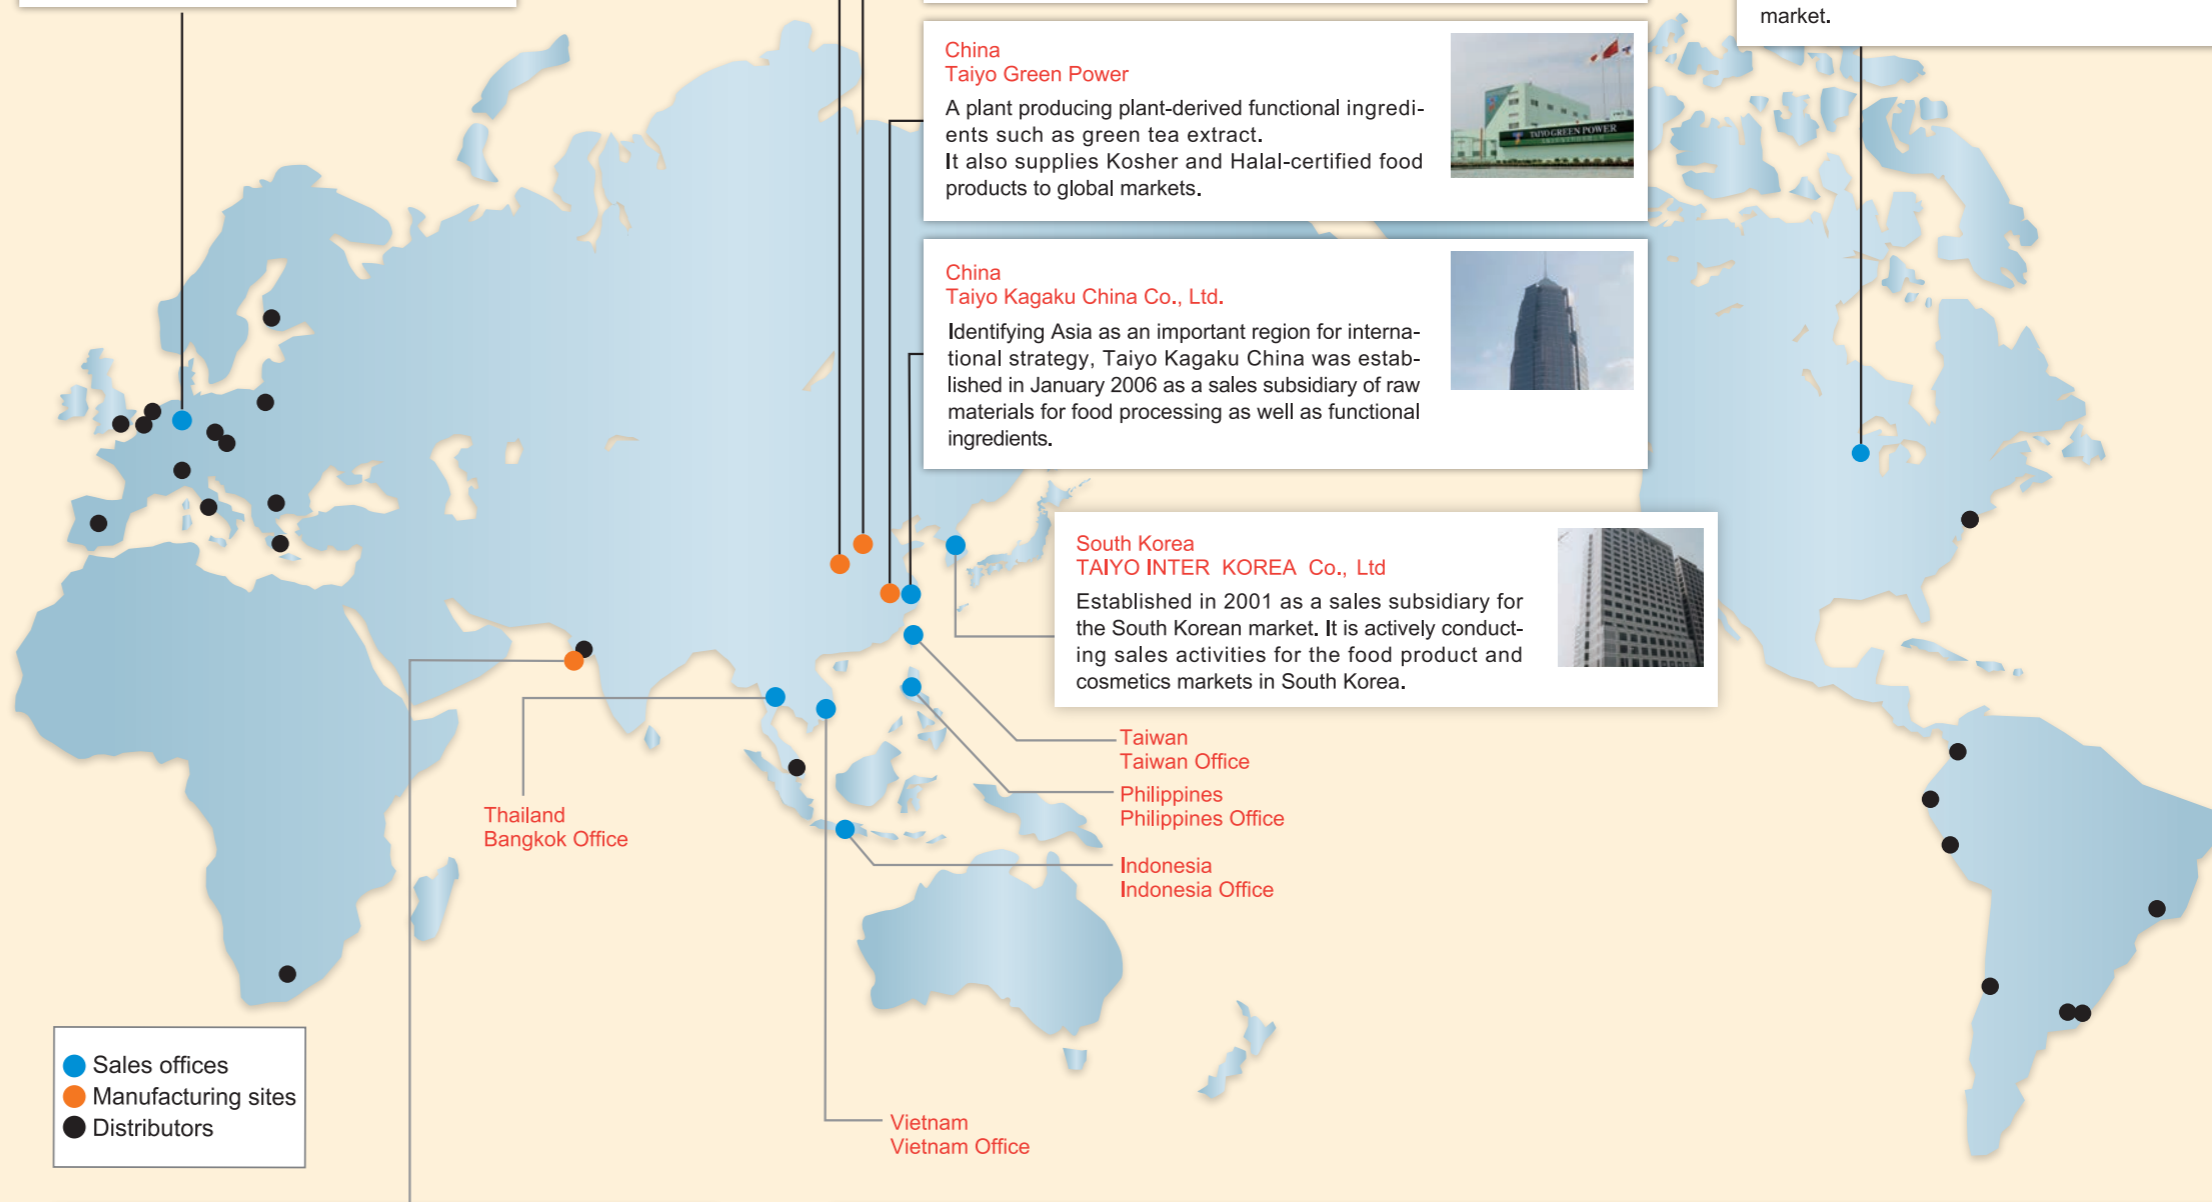 market.
China
Taiyo Green Power
A plant producing plant-derived functional ingredi-
ents such as green tea extract.
It also supplies Kosher and Halal-certified food
products to global markets.
TAIYO GREEN POWER
China
Taiyo Kagaku China Co., Ltd.
Identifying Asia as an important region for interna-
tional strategy, Taiyo Kagaku China was estab-
lished in January 2006 as a sales subsidiary of raw
materials for food processing as well as functional
ingredients.
South Korea
TAIYO INTER KOREA Co., Ltd
Established in 2001 as a sales subsidiary for
the South Korean market. It is actively conduct-
ing sales activities for the food product and
cosmetics markets in South Korea.
Taiwan
Taiwan Office
Philippines
Philippines Office
Thailand
Bangkok Office
Indonesia
Indonesia Office
Sales offices
Manufacturing sites
Distributors
Vietnam
Vietnam Office